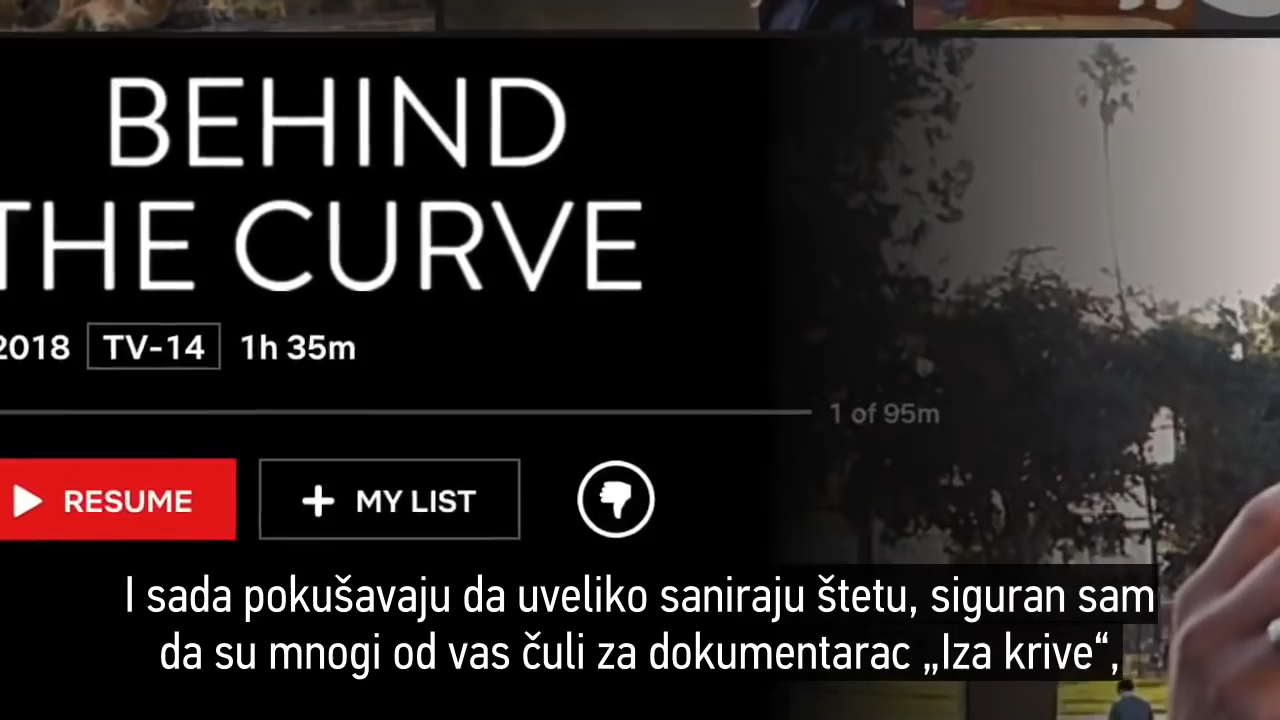 BEHIND
THE CURVE
2018 TV-14 1h 35m
1 of 95m
RESUME + MY LIST
I sada pokušavaju da uveliko saniraju štetu, siguran sam
da su mnogi od vas čuli za dokumentarac „Iza krive“,